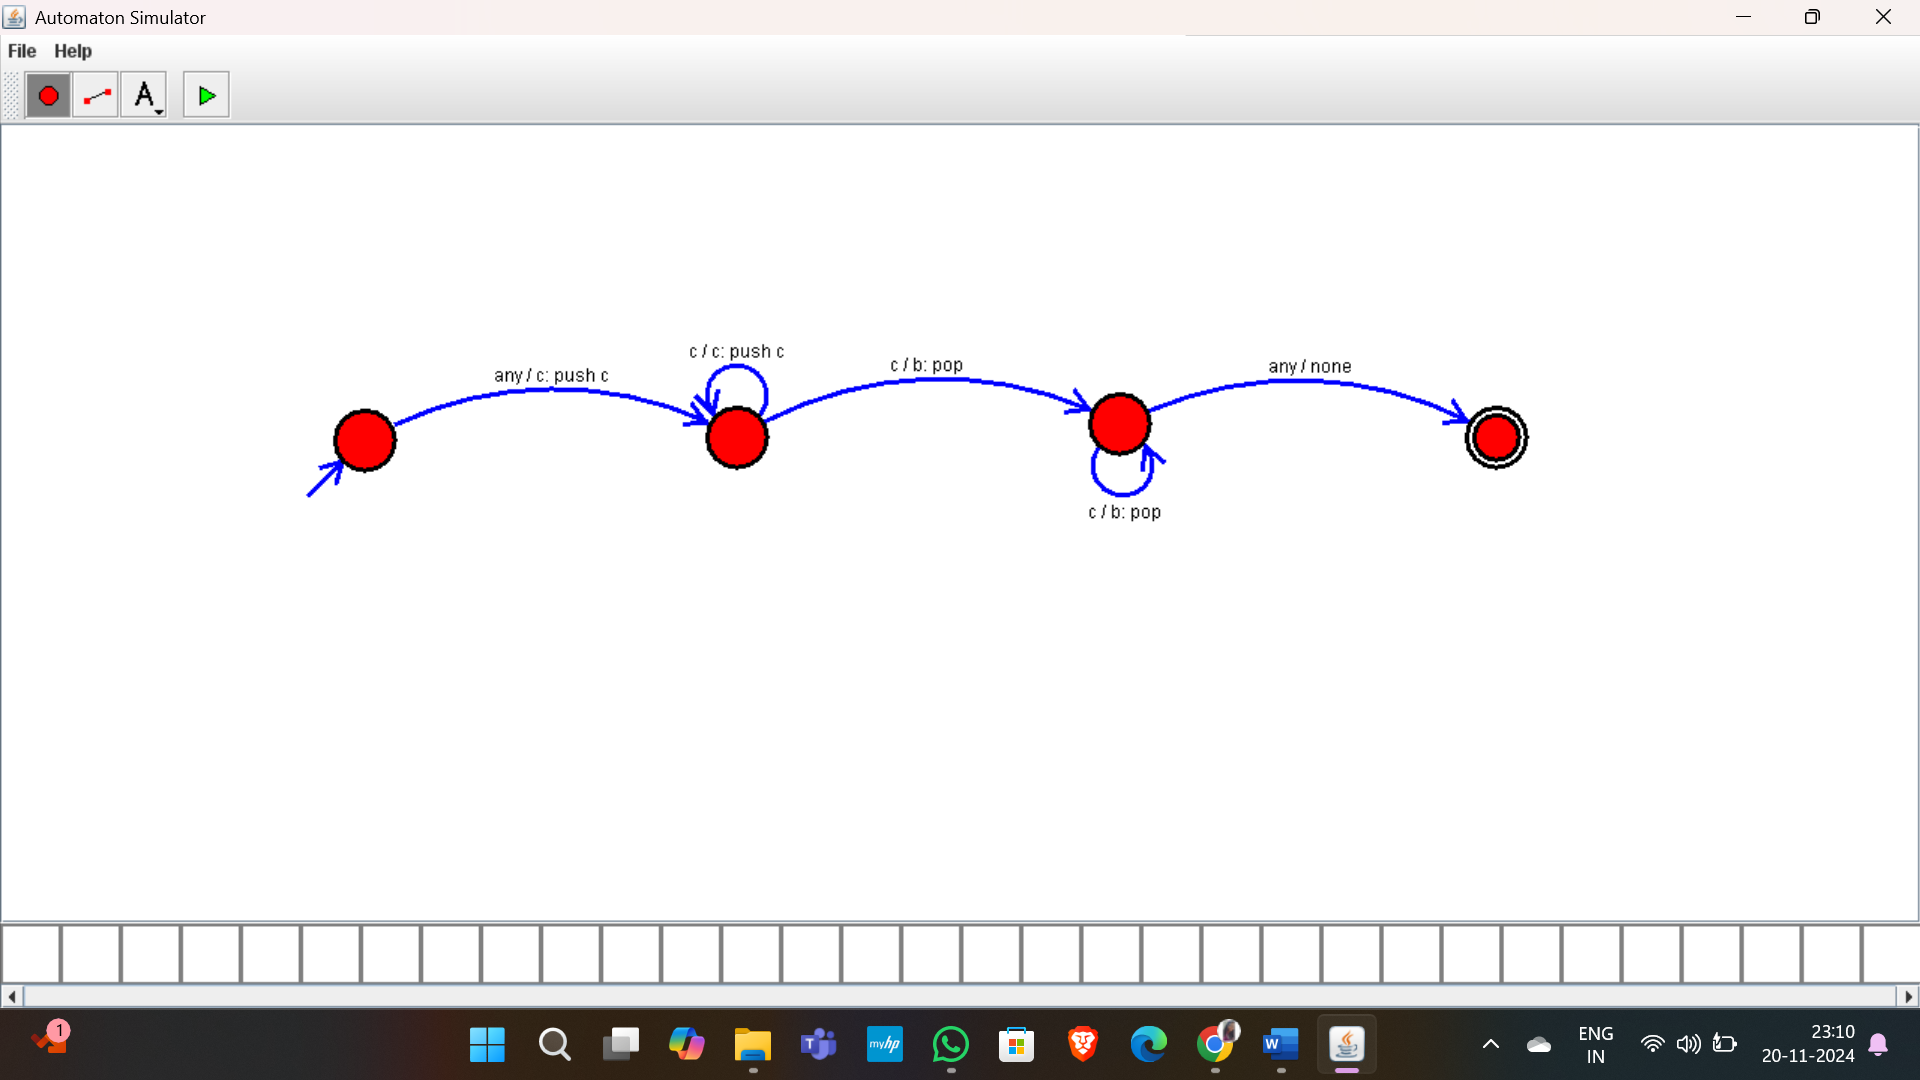 Automaton Simulator
File Help
A
c / c: push c
any / c: push c
c / b: pop
any / none
c / b: pop
1
T
myhp
W
ENG
IN
23:10
20-11-2024